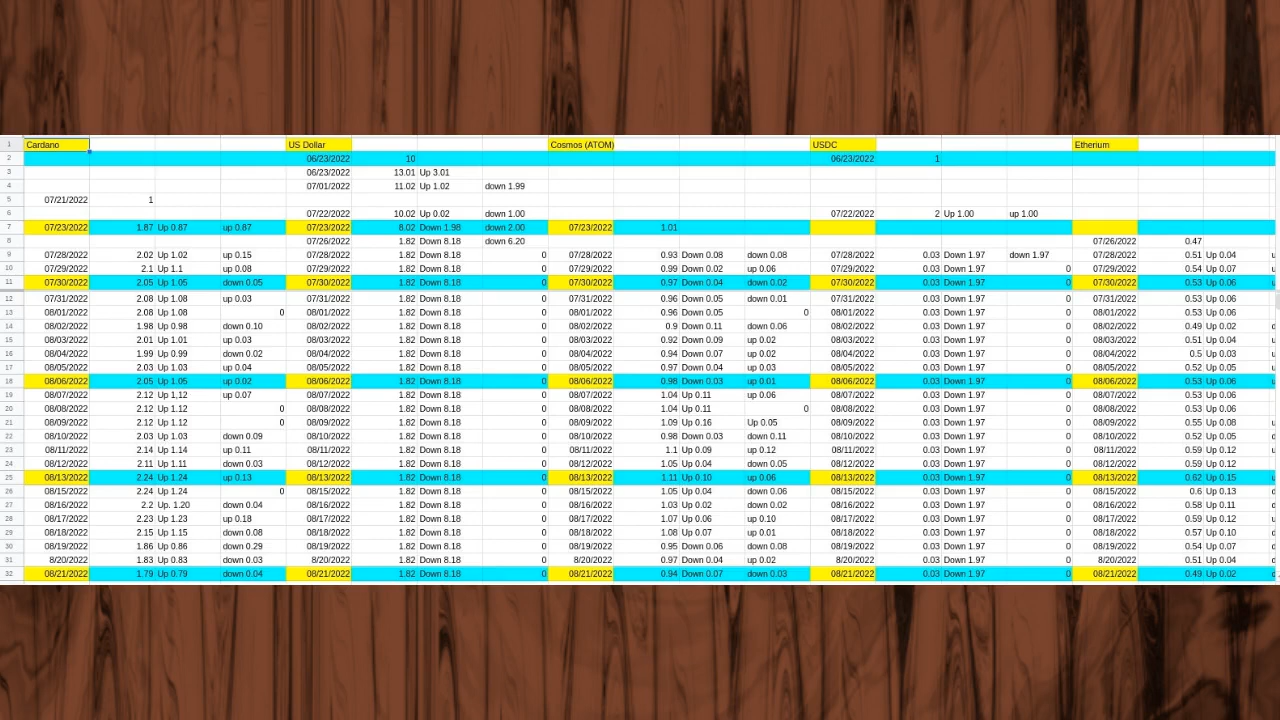 1 Cardano US Dollar Cosmos (ATOM) USDC Etherium
2 06/23/2022 10 06/23/2022 1
3 06/23/2022 13.01 Up 3.01
4 07/01/2022 11.02 Up 1.02 down 1.99
5 07/21/2022 1
6 07/22/2022 10.02 Up 0.02 down 1.00 07/22/2022 2 Up 1.00 up 1.00
7 07/23/2022 1.87 Up 0.87 up 0.87 07/23/2022 8.02 Down 1.98 down 2.00 07/23/2022 1.01
8 07/26/2022 1.82 Down 8.18 down 6.20 07/26/2022 0.47
9 07/28/2022 2.02 Up 1.02 up 0.15 07/28/2022 1.82 Down 8.18 0 07/28/2022 0.93 Down 0.08 down 0.08 07/28/2022 0.03 Down 1.97 down 1.97 07/28/2022 0.51 Up 0.04
10 07/29/2022 2.1 Up 1.1 up 0.08 07/29/2022 1.82 Down 8.18 0 07/29/2022 0.99 Down 0.02 up 0.06 07/29/2022 0.03 Down 1.97 0 07/29/2022 0.54 Up 0.07
11 07/30/2022 2.05 Up 1.05 down 0.05 07/30/2022 1.82 Down 8.18 0 07/30/2022 0.97 Down 0.04 down 0.02 07/30/2022 0.03 Down 1.97 0 07/30/2022 0.53 Up 0.06
12 07/31/2022 2.08 Up 1.08 up 0.03 07/31/2022 1.82 Down 8.18 0 07/31/2022 0.96 Down 0.05 down 0.01 07/31/2022 0.03 Down 1.97 0 07/31/2022 0.53 Up 0.06
13 08/01/2022 2.08 Up 1.08 0 08/01/2022 1.82 Down 8.18 0 08/01/2022 0.96 Down 0.05 0 08/01/2022 0.03 Down 1.97 0 08/01/2022 0.53 Up 0.06
14 08/02/2022 1.98 Up 0.98 down 0.10 08/02/2022 1.82 Down 8.18 0 08/02/2022 0.9 Down 0.11 down 0.06 08/02/2022 0.03 Down 1.97 0 08/02/2022 0.49 Up 0.02
15 08/03/2022 2.01 Up 1.01 up 0.03 08/03/2022 1.82 Down 8.18 0 08/03/2022 0.92 Down 0.09 up 0.02 08/03/2022 0.03 Down 1.97 0 08/03/2022 0.51 Up 0.04
16 08/04/2022 1.99 Up 0.99 down 0.02 08/04/2022 1.82 Down 8.18 0 08/04/2022 0.94 Down 0.07 up 0.02 08/04/2022 0.03 Down 1.97 0 08/04/2022 0.5 Up 0.03
17 08/05/2022 2.03 Up 1.03 up 0.04 08/05/2022 1.82 Down 8.18 0 08/05/2022 0.97 Down 0.04 up 0.03 08/05/2022 0.03 Down 1.97 0 08/05/2022 0.52 Up 0.05
18 08/06/2022 2.05 Up 1.05 up 0.02 08/06/2022 1.82 Down 8.18 0 08/06/2022 0.98 Down 0.03 up 0.01 08/06/2022 0.03 Down 1.97 0 08/06/2022 0.53 Up 0.06
19 08/07/2022 2.12 Up 1,12 up 0.07 08/07/2022 1.82 Down 8.18 0 08/07/2022 1.04 Up 0.11 up 0.06 08/07/2022 0.03 Down 1.97 0 08/07/2022 0.53 Up 0.06
20 08/08/2022 2.12 Up 1.12 0 08/08/2022 1.82 Down 8.18 0 08/08/2022 1.04 Up 0.11 0 08/08/2022 0.03 Down 1.97 0 08/08/2022 0.53 Up 0.06
21 08/09/2022 2.12 Up 1.12 0 08/09/2022 1.82 Down 8.18 0 08/09/2022 1.09 Up 0.16 Up 0.05 08/09/2022 0.03 Down 1.97 0 08/09/2022 0.55 Up 0.08
22 08/10/2022 2.03 Up 1.03 down 0.09 08/10/2022 1.82 Down 8.18 0 08/10/2022 0.98 Down 0.03 down 0.11 08/10/2022 0.03 Down 1.97 0 08/10/2022 0.52 Up 0.05
23 08/11/2022 2.14 Up 1.14 up 0.11 08/11/2022 1.82 Down 8.18 0 08/11/2022 1.1 Up 0.09 up 0.12 08/11/2022 0.03 Down 1.97 0 08/11/2022 0.59 Up 0.12
24 08/12/2022 2.11 Up 1.11 down 0.03 08/12/2022 1.82 Down 8.18 0 08/12/2022 1.05 Up 0.04 down 0.05 08/12/2022 0.03 Down 1.97 0 08/12/2022 0.59 Up 0.12
25 08/13/2022 2.24 Up 1.24 up 0.13 08/13/2022 1.82 Down 8.18 0 08/13/2022 1.11 Up 0.10 up 0.06 08/13/2022 0.03 Down 1.97 0 08/13/2022 0.62 Up 0.15
26 08/15/2022 2.24 Up 1.24 0 08/15/2022 1.82 Down 8.18 0 08/15/2022 1.05 Up 0.04 down 0.06 08/15/2022 0.03 Down 1.97 0 08/15/2022 0.6 Up 0.13
27 08/16/2022 2.2 Up. 1.20 down 0.04 08/16/2022 1.82 Down 8.18 0 08/16/2022 1.03 Up 0.02 down 0.02 08/16/2022 0.03 Down 1.97 0 08/16/2022 0.58 Up 0.11
28 08/17/2022 2.23 Up 1.23 up 0.18 08/17/2022 1.82 Down 8.18 0 08/17/2022 1.07 Up 0.06 up 0.10 08/17/2022 0.03 Down 1.97 0 08/17/2022 0.59 Up 0.12
29 08/18/2022 2.15 Up 1.15 down 0.08 08/18/2022 1.82 Down 8.18 0 08/18/2022 1.08 Up 0.07 up 0.01 08/18/2022 0.03 Down 1.97 0 08/18/2022 0.57 Up 0.10
30 08/19/2022 1.86 Up 0.86 down 0.29 08/19/2022 1.82 Down 8.18 0 08/19/2022 0.95 Down 0.06 down 0.08 08/19/2022 0.03 Down 1.97 0 08/19/2022 0.54 Up 0.07
31 8/20/2022 1.83 Up 0.83 down 0.03 8/20/2022 1.82 Down 8.18 0 8/20/2022 0.97 Down 0.04 up 0.02 8/20/2022 0.03 Down 1.97 0 8/20/2022 0.51 Up 0.04
32 08/21/2022 1.79 Up 0.79 down 0.04 08/21/2022 1.82 Down 8.18 0 08/21/2022 0.94 Down 0.07 down 0.03 08/21/2022 0.03 Down 1.97 0 08/21/2022 0.49 Up 0.02